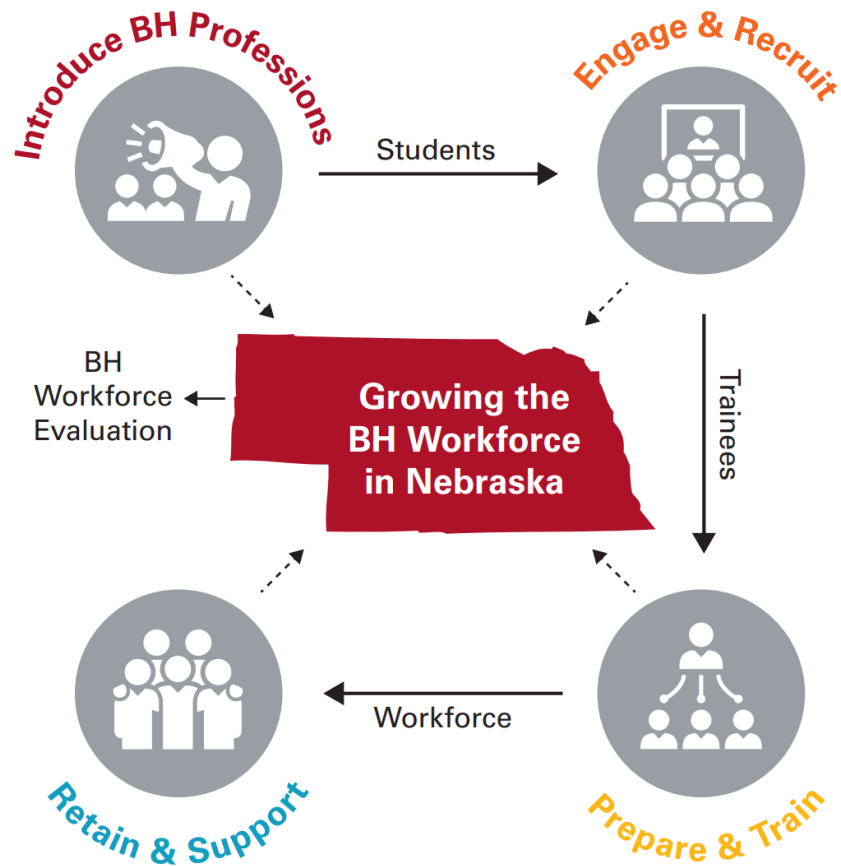 Introduce BH Professions
Engage & Recruit
Students
BH
Workforce
Evaluation
Growing the
BH Workforce
in Nebraska
Trainees
Workforce
Retain & Support
Prepare & Train